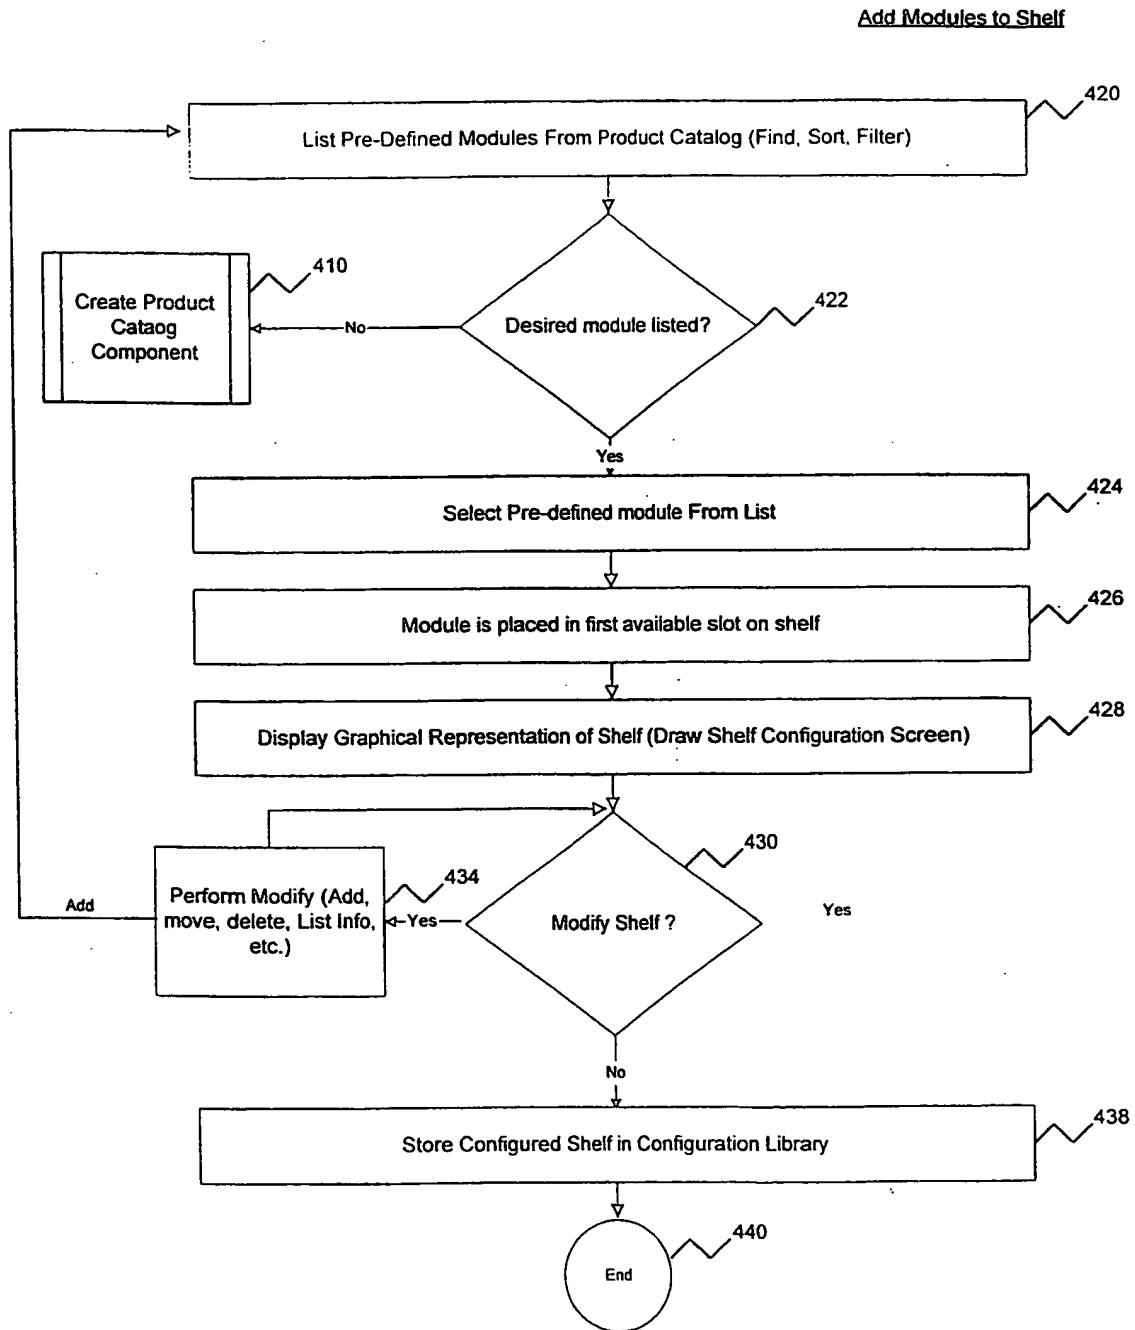 Add Modules to Shelf
420
List Pre-Defined Modules From Product Catalog (Find, Sort, Filter)
410
Create Product
Cataog
Component
No
Desired module listed?
422
Yes
Select Pre-defined module From List
424
Module is placed in first available slot on shelf
426
Display Graphical Representation of Shelf (Draw Shelf Configuration Screen)
428
430
434
Add
Perform Modify (Add,
move, delete, List Info,
etc.)
Yes
Modify Shelf ?
Yes
No
Store Configured Shelf in Configuration Library
438
440
End